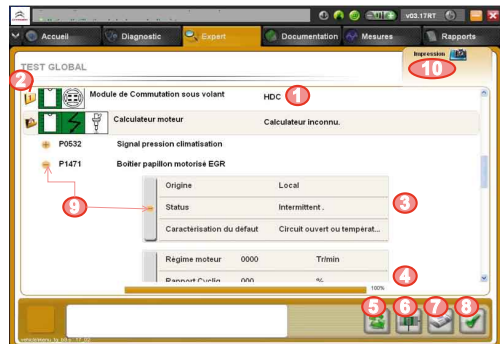 v03.17RT
Accueil Diagnostic Expert Documentation Mesures Rapports
Impression
TEST GLOBAL
10
2
Module de Commutation sous volant HDC 1
Calculateur moteur Calculateur inconnu.
P0532 Signal pression climatisation
P1471 Boîtier papillon motorisé EGR
Origine Local
9 Status Intermittent . 3
Caractérisation du défaut Circuit ouvert ou températ...
Régime moteur 0000 Tr/min
4
Rapport Cycliq 000 %
100%
5 6 7 8